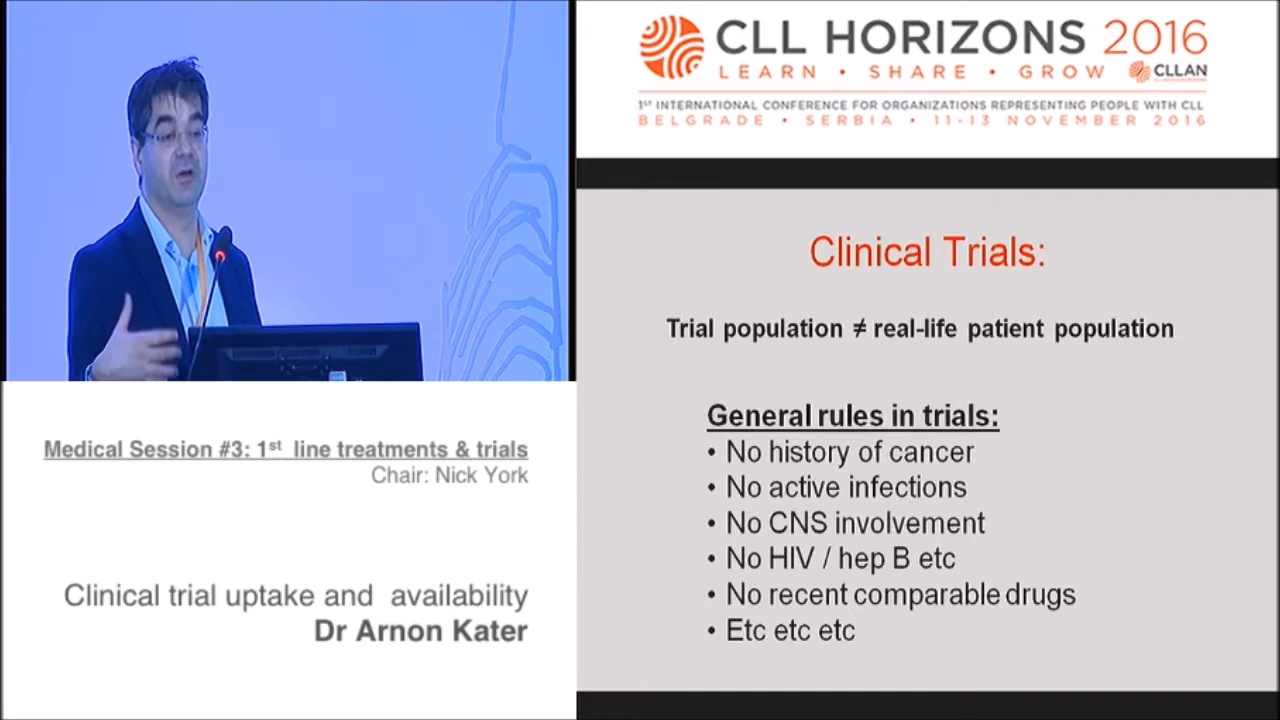 CLL HORIZONS 2016
LEARN • SHARE • GROW
CLLAN
1ST INTERNATIONAL CONFERENCE FOR ORGANIZATIONS REPRESENTING PEOPLE WITH CLL
BELGRADE • SERBIA • 11-13 NOVEMBER 2016
Clinical Trials:
Trial population ≠ real-life patient population
General rules in trials:
• No history of cancer
• No active infections
• No CNS involvement
• No HIV / hep B etc
• No recent comparable drugs
• Etc etc etc
Medical Session #3: 1st line treatments & trials
Chair: Nick York
Clinical trial uptake and availability
Dr Arnon Kater